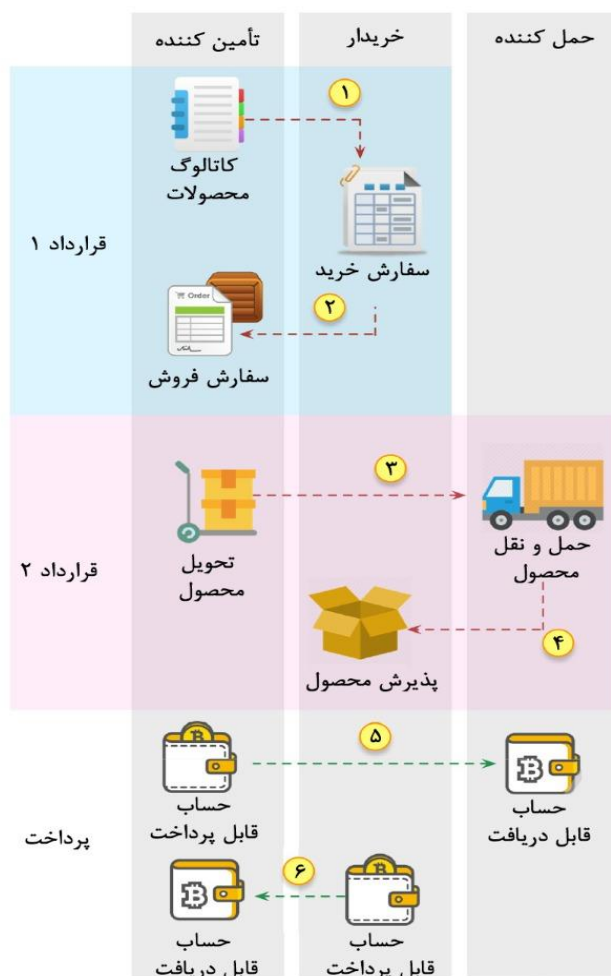 حمل کننده
خریدار
تأمین کننده
۱
کاتالوگ
محصولات
قرارداد ۱
سفارش خرید
۲
Order
سفارش فروش
۳
حمل و نقل
محصول
تحویل
محصول
قرارداد ۲
۴
پذیرش محصول
۵
حساب
قابل دریافت
حساب
قابل پرداخت
پرداخت
۶
حساب
قابل پرداخت
حساب
قابل دریافت